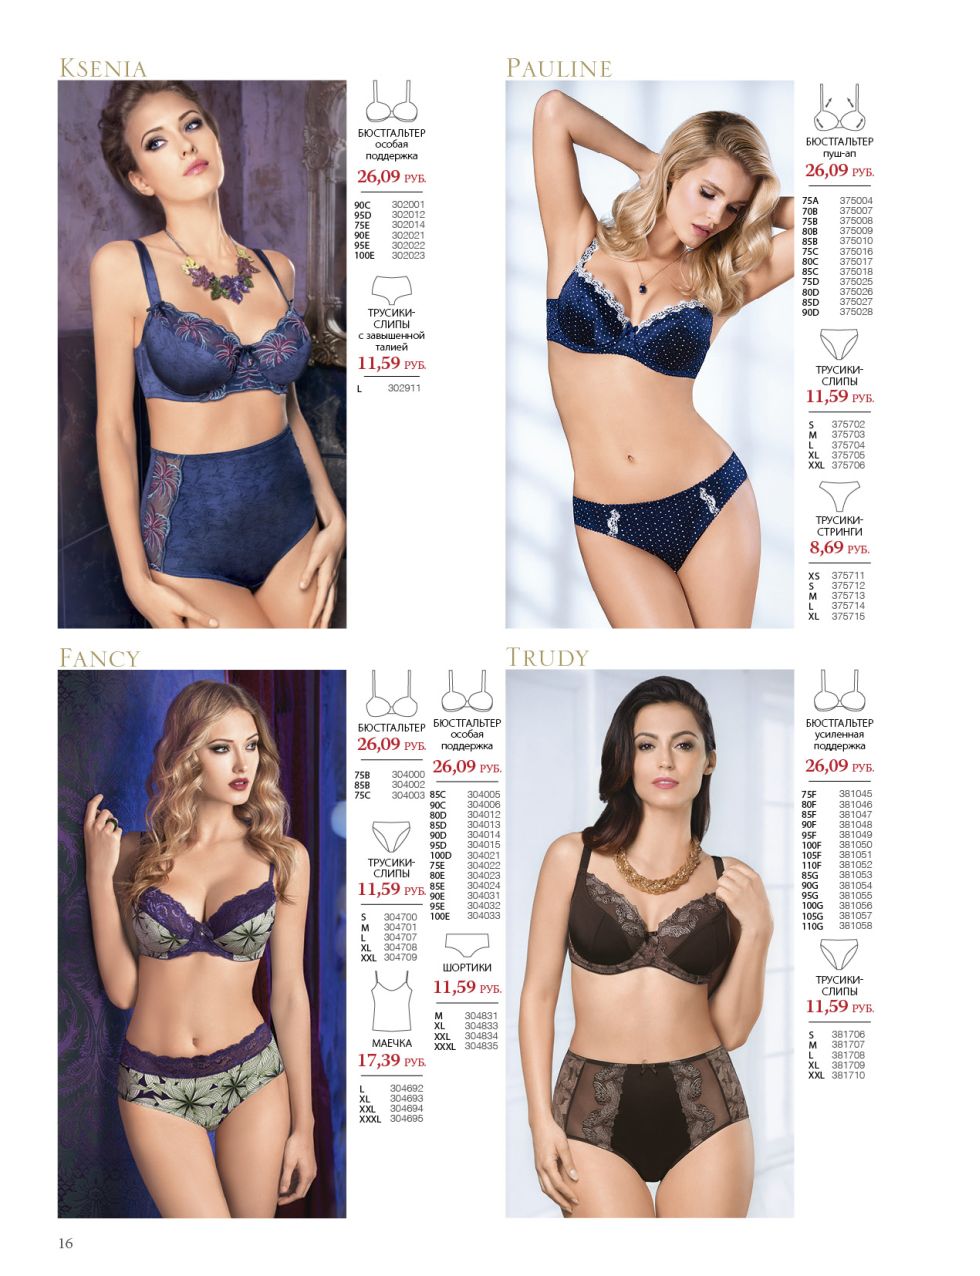 KSENIA
БЮСТГАЛЬТЕР
особая
поддержка
26,09 РУБ.
90C 302001
95D 302012
75E 302014
90E 302021
95E 302022
100E 302023
ТРУСИКИ-
СЛИПЫ
с завышенной
талией
11,59 РУБ.
L 302911
PAULINE
БЮСТГАЛЬТЕР
пуш-ап
26,09 РУБ.
75A 375004
70B 375007
75B 375008
80B 375009
85B 375010
75C 375016
80C 375017
85C 375018
75D 375025
80D 375026
85D 375027
90D 375028
ТРУСИКИ-
СЛИПЫ
11,59 РУБ.
S 375702
M 375703
L 375704
XL 375705
XXL 375706
ТРУСИКИ-
СТРИНГИ
8,69 РУБ.
XS 375711
S 375712
M 375713
L 375714
XL 375715
FANCY
БЮСТГАЛЬТЕР
26,09 РУБ.
75B 304000
85B 304002
75C 304003
ТРУСИКИ-
СЛИПЫ
11,59 РУБ.
S 304700
M 304701
L 304707
XL 304708
XXL 304709
МАЕЧКА
17,39 РУБ.
L 304692
XL 304693
XXL 304694
XXXL 304695
БЮСТГАЛЬТЕР
особая
поддержка
26,09 РУБ.
85C 304005
90C 304006
80D 304012
85D 304013
90D 304014
95D 304015
100D 304021
75E 304022
80E 304023
85E 304024
90E 304031
95E 304032
100E 304033
ШОРТИКИ
11,59 РУБ.
M 304831
XL 304833
XXL 304834
XXXL 304835
TRUDY
БЮСТГАЛЬТЕР
усиленная
поддержка
26,09 РУБ.
75F 381045
80F 381046
85F 381047
90F 381048
95F 381049
100F 381050
105F 381051
110F 381052
85G 381053
90G 381054
95G 381055
100G 381056
105G 381057
110G 381058
ТРУСИКИ-
СЛИПЫ
11,59 РУБ.
S 381706
M 381707
L 381708
XL 381709
XXL 381710
16